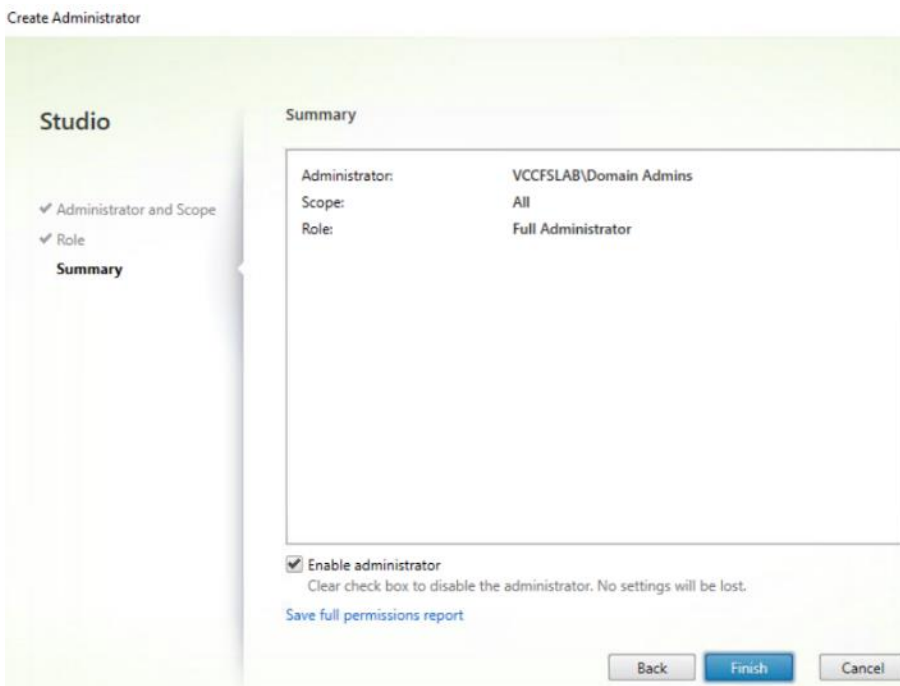 Create Administrator
Studio
Administrator and Scope
Role
Summary
Summary
Administrator: VCCFSLAB\Domain Admins
Scope: All
Role: Full Administrator
Enable administrator
Clear check box to disable the administrator. No settings will be lost.
Save full permissions report
Back Finish Cancel